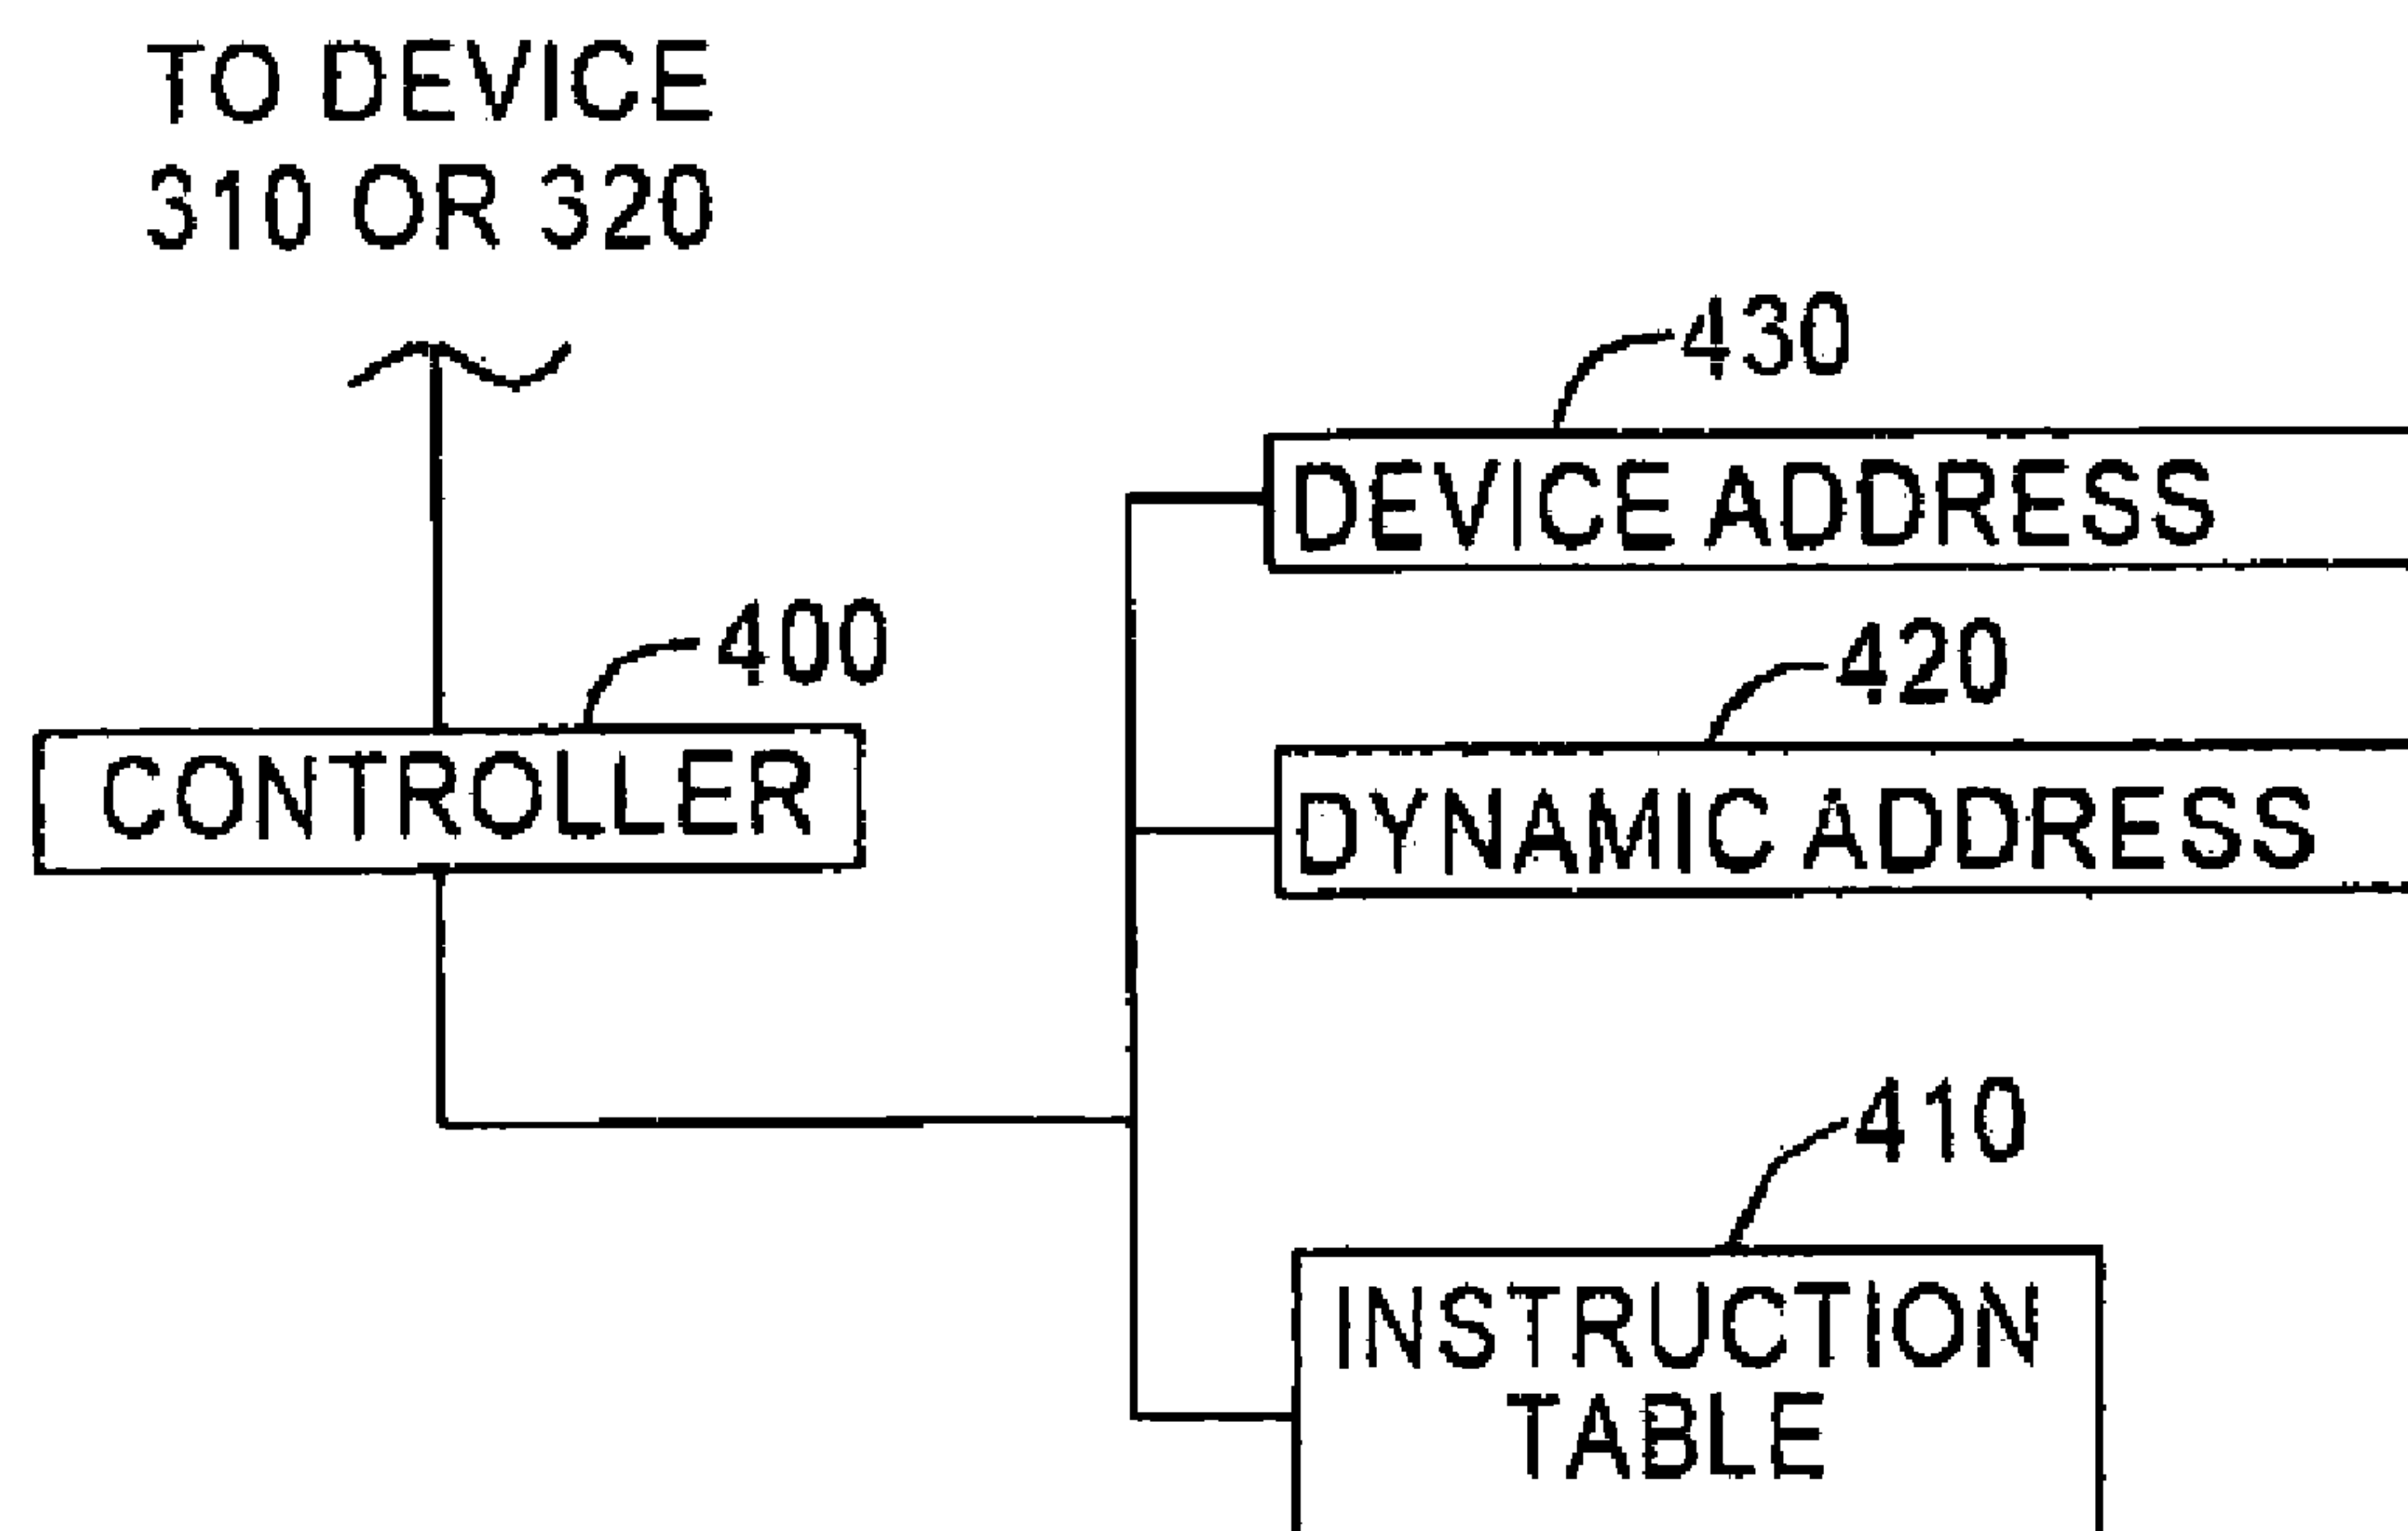 TO DEVICE
310 OR 320
430
DEVICE ADDRESS
400
420
CONTROLLER
DYNAMIC ADDRESS
410
INSTRUCTION
TABLE